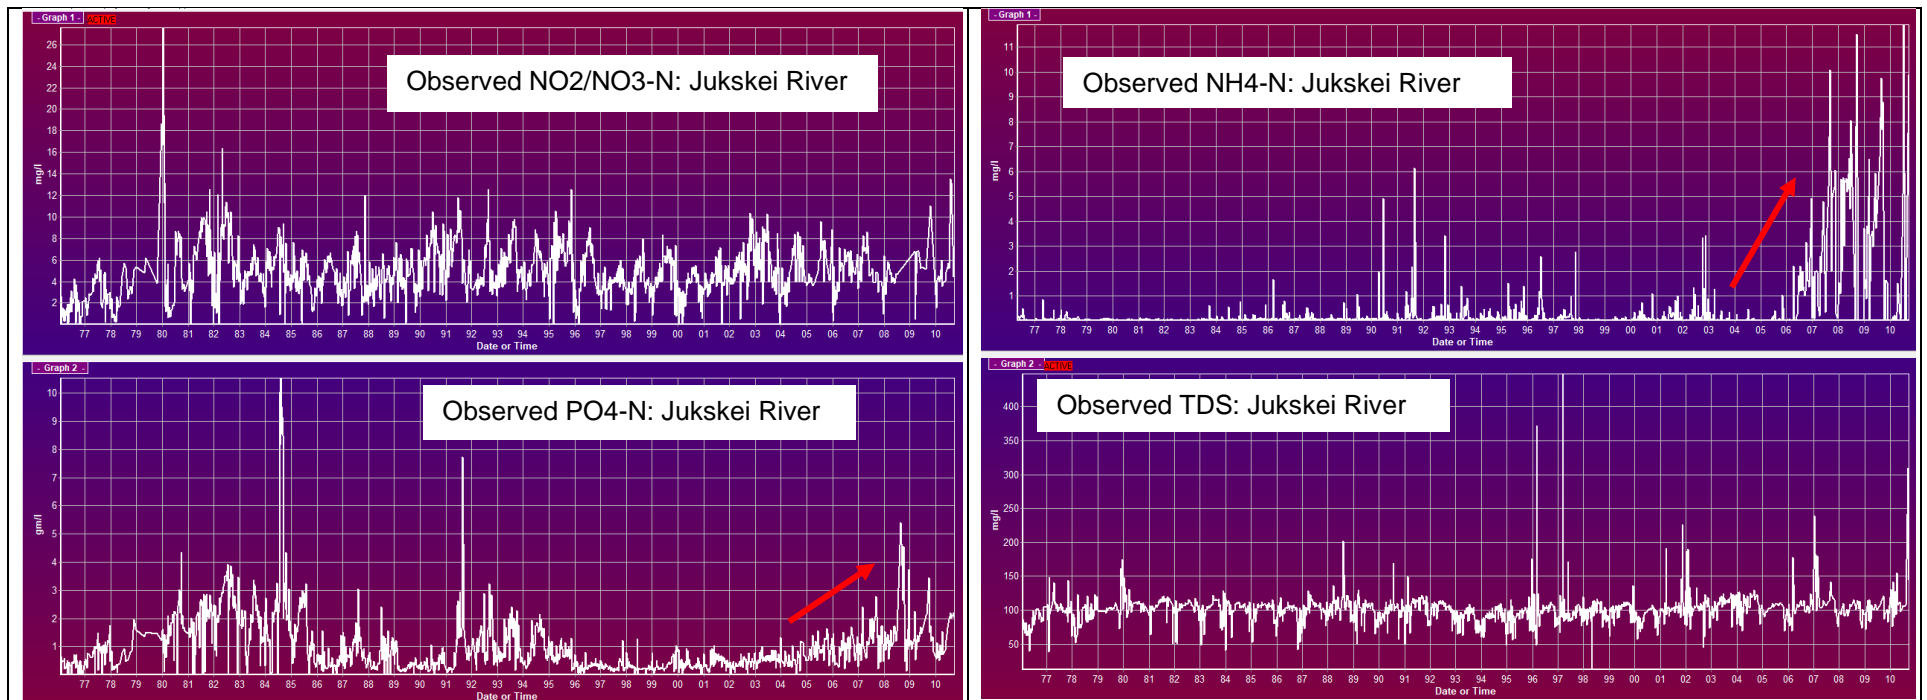 - Graph 1 - ACTIVE
Observed NO2/NO3-N: Jukskei River
26
24
22
20
18
16
14
12
10
8
6
4
2
mg/l
77 78 79 80 81 82 83 84 85 86 87 88 89 90 91 92 93 94 95 96 97 98 99 00 01 02 03 04 05 06 07 08 09 10
Date or Time
- Graph 1 -
Observed NH4-N: Jukskei River
11
10
9
8
7
6
5
4
3
2
1
mg/l
77 78 79 80 81 82 83 84 85 86 87 88 89 90 91 92 93 94 95 96 97 98 99 00 01 02 03 04 05 06 07 08 09 10
Date or Time
- Graph 2 -
Observed PO4-N: Jukskei River
10
9
8
7
6
5
4
3
2
1
gm/l
77 78 79 80 81 82 83 84 85 86 87 88 89 90 91 92 93 94 95 96 97 98 99 00 01 02 03 04 05 06 07 08 09 10
Date or Time
- Graph 2 - ACTIVE
Observed TDS: Jukskei River
400
350
300
250
200
150
100
50
mg/l
77 78 79 80 81 82 83 84 85 86 87 88 89 90 91 92 93 94 95 96 97 98 99 00 01 02 03 04 05 06 07 08 09 10
Date or Time